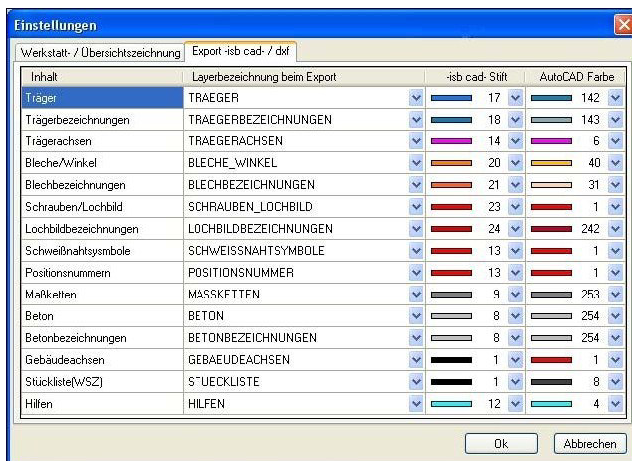 Einstellungen
Werkstatt- / Übersichtszeichnung Export -isb cad- / dxf
Inhalt Layerbezeichnung beim Export -isb cad- Stift AutoCAD Farbe
Träger TRAEGER 17 142
Trägerbezeichnungen TRAEGERBEZEICHNUNGEN 18 143
Trägerachsen TRAEGERACHSEN 14 6
Bleche/Winkel BLECHE_WINKEL 20 40
Blechbezeichnungen BLECHBEZEICHNUNGEN 21 31
Schrauben/Lochbild SCHRAUBEN_LOCHBILD 23 1
Lochbildbezeichnungen LOCHBILDBEZEICHNUNGEN 24 242
Schweißnahtsysmbole SCHWEISSNAHTSYMBOLE 13 1
Positionsnummern POSITIONSNUMMER 13 1
Maßketten MASSKETTEN 9 253
Beton BETON 8 254
Betonbezeichnungen BETONBEZEICHNUNGEN 8 254
Gebäudeachsen GEBAEUDEACHSEN 1 1
Stückliste(WSZ) STUECKLISTE 1 8
Hilfen HILFEN 12 4
Ok Abbrechen